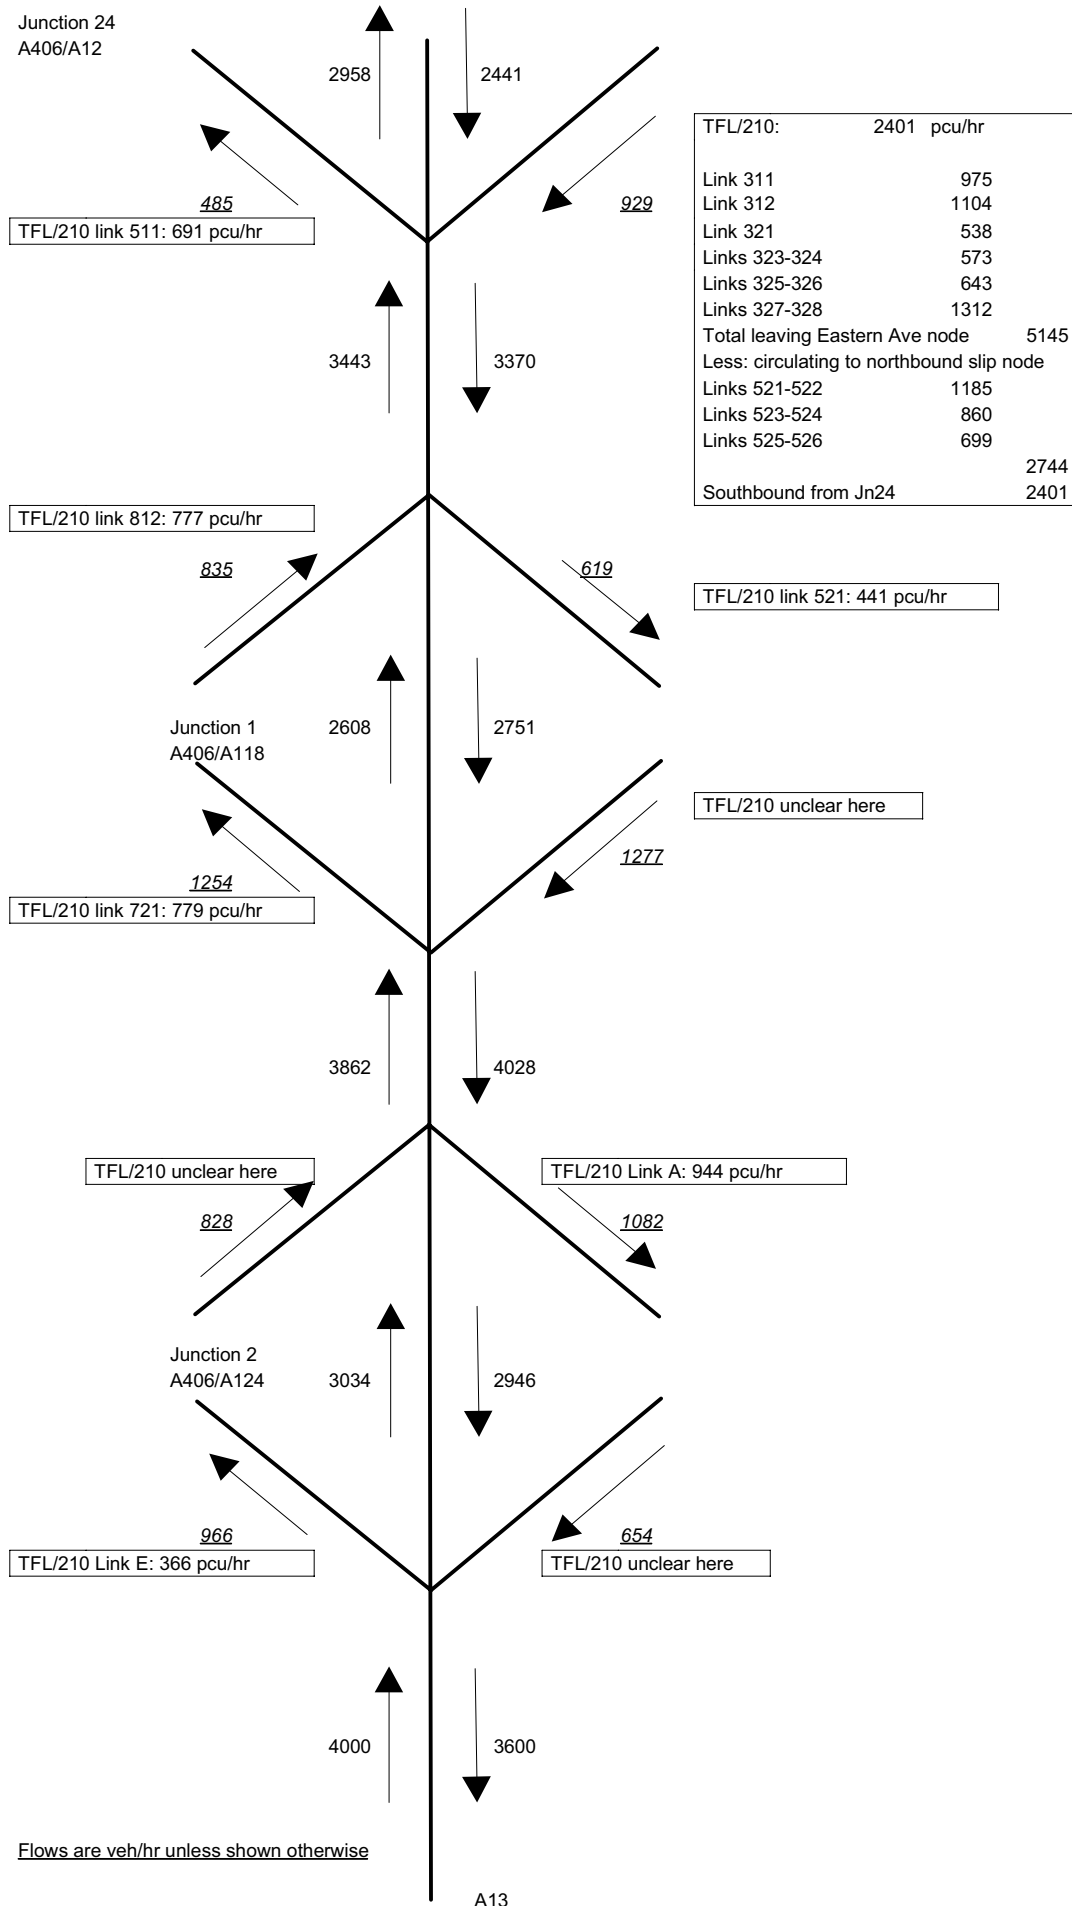 Junction 24
A406/A12
2958
2441
485
929
TFL/210 link 511: 691 pcu/hr
TFL/210: 2401 pcu/hr
Link 311 975
Link 312 1104
Link 321 538
Links 323-324 573
Links 325-326 643
Links 327-328 1312
Total leaving Eastern Ave node 5145
Less: circulating to northbound slip node
Links 521-522 1185
Links 523-524 860
Links 525-526 699
2744
Southbound from Jn24 2401
3443
3370
TFL/210 link 812: 777 pcu/hr
835
619
TFL/210 link 521: 441 pcu/hr
Junction 1
A406/A118
2608
2751
TFL/210 unclear here
1254
1277
TFL/210 link 721: 779 pcu/hr
3862
4028
TFL/210 unclear here
TFL/210 Link A: 944 pcu/hr
828
1082
Junction 2
A406/A124
3034
2946
966
654
TFL/210 Link E: 366 pcu/hr
TFL/210 unclear here
4000
3600
Flows are veh/hr unless shown otherwise
A13